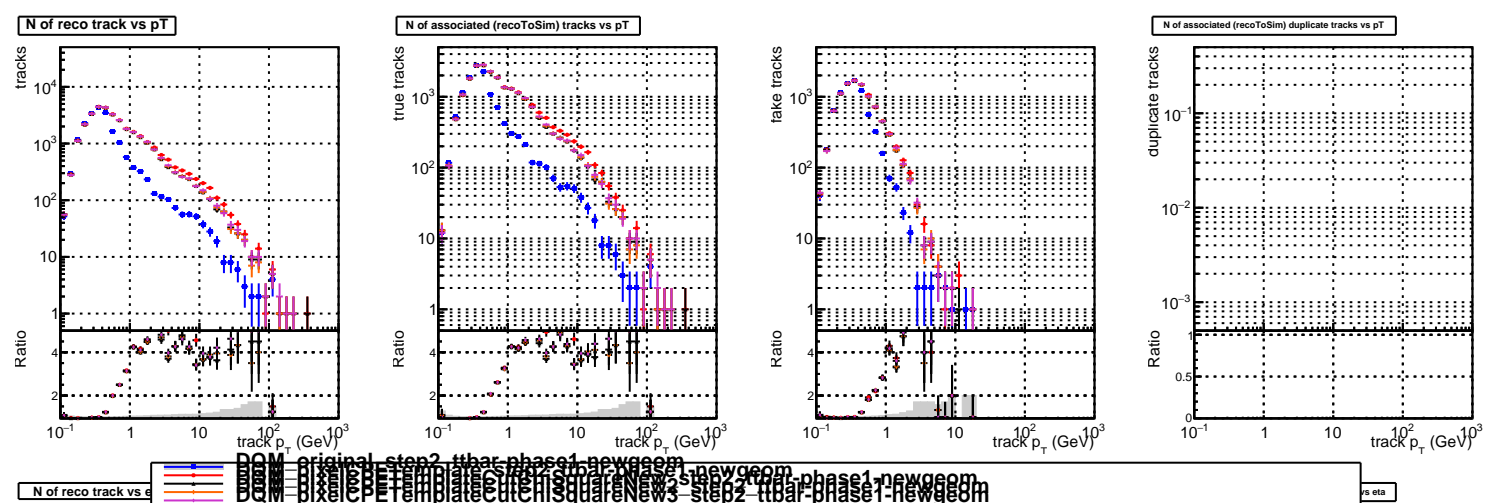 N of reco track vs pT
N of associated (recoToSim) tracks vs pT
N of associated (recoToSim) duplicate tracks vs pT
tracks
10⁴
10³
10²
10
1
Ratio
4
2
10⁻¹ 1 10 10² 10³
track p_T (GeV)
true tracks
10³
10²
10
1
Ratio
4
2
10⁻¹ 1 10 10² 10³
track p_T (GeV)
fake tracks
10³
10²
10
1
Ratio
4
2
10⁻¹ 1 10 10² 10³
track p_T (GeV)
duplicate tracks
10⁻¹
10⁻²
10⁻³
Ratio
1
0.5
0
10⁻¹ 1 10 10² 10³
track p_T (GeV)
DQM_original_step2_ttbar-phase1-newgeom
DQM_pixelCPETemplate_step2_ttbar-phase1-newgeom
DQM_pixelCPETemplateCutChiSquareNew3_step2_ttbar-phase1-newgeom
N of reco track vs e
vs eta